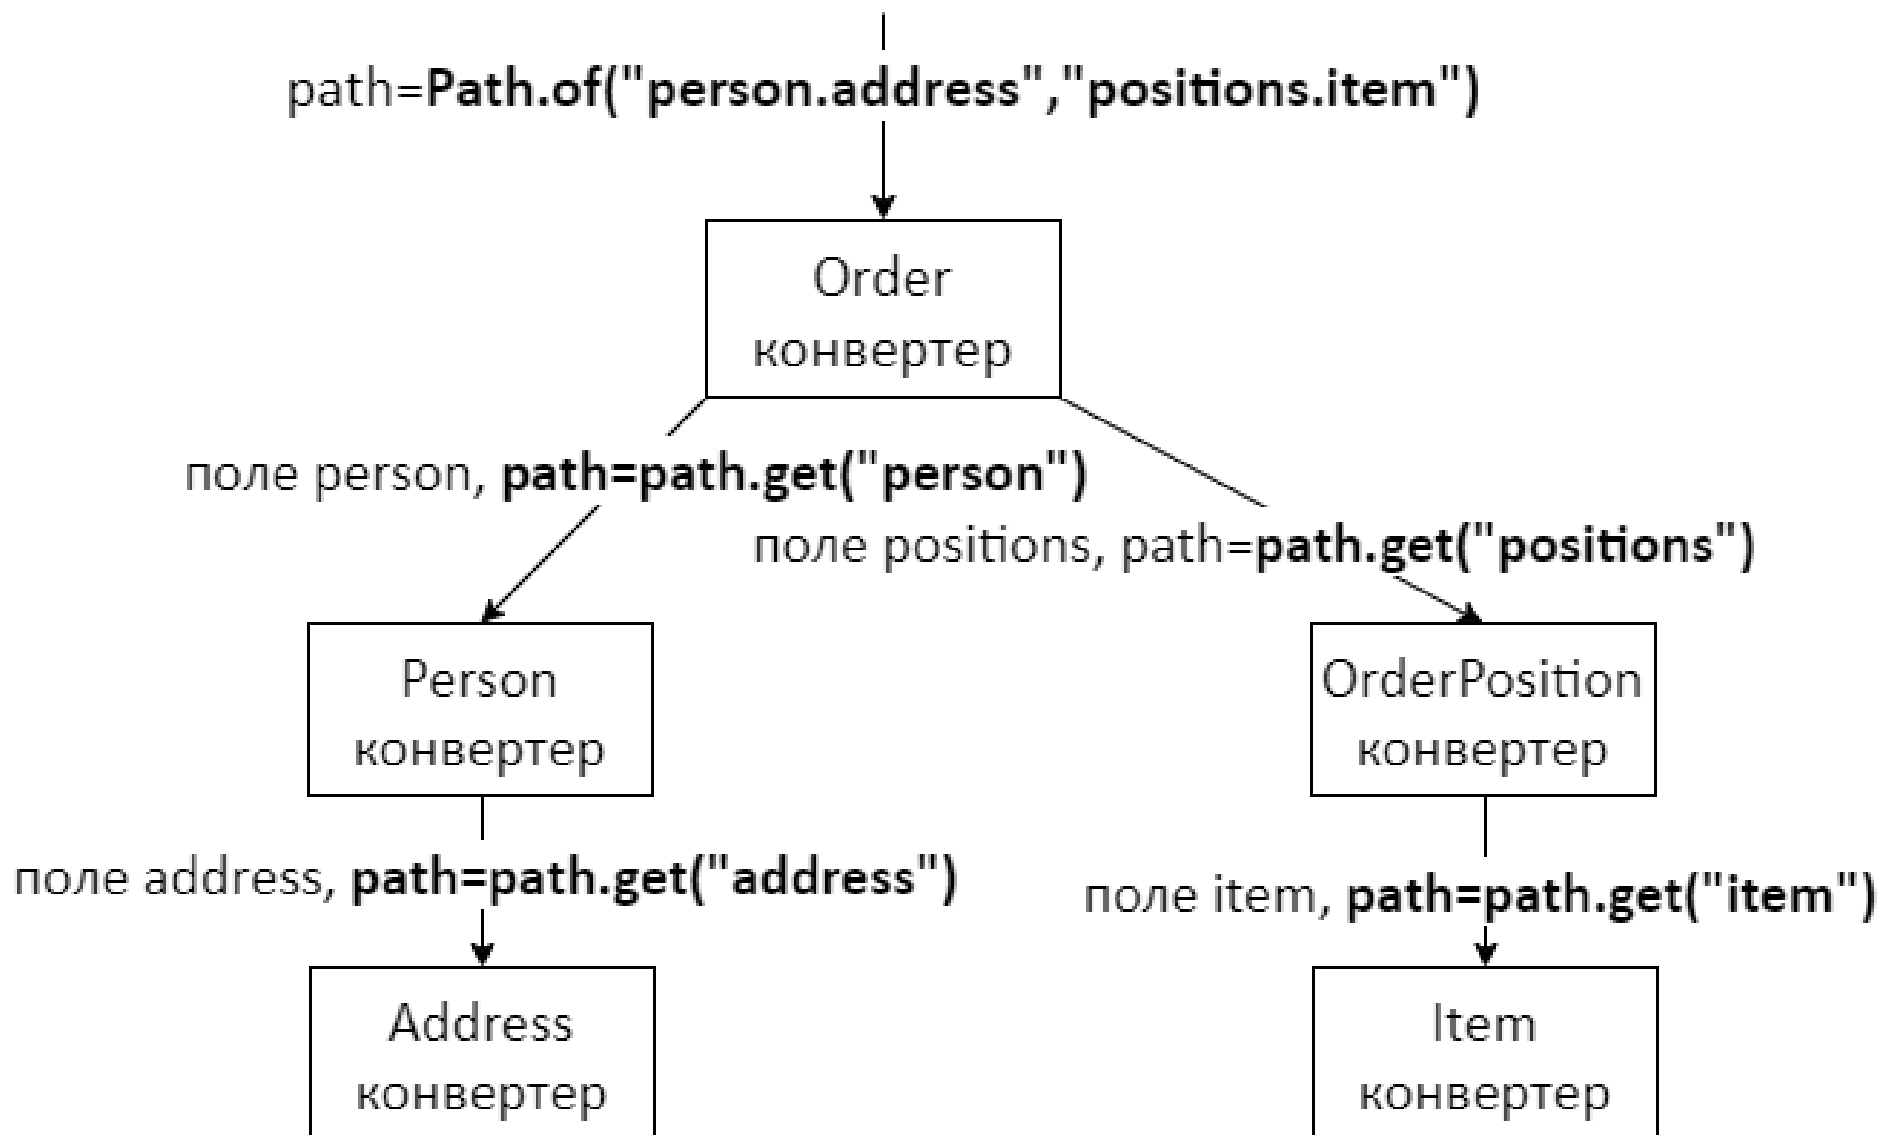 path=Path.of("person.address","positions.item")
Order
конвертер
поле person, path=path.get("person")
поле positions, path=path.get("positions")
Person
конвертер
OrderPosition
конвертер
поле address, path=path.get("address")
поле item, path=path.get("item")
Address
конвертер
Item
конвертер